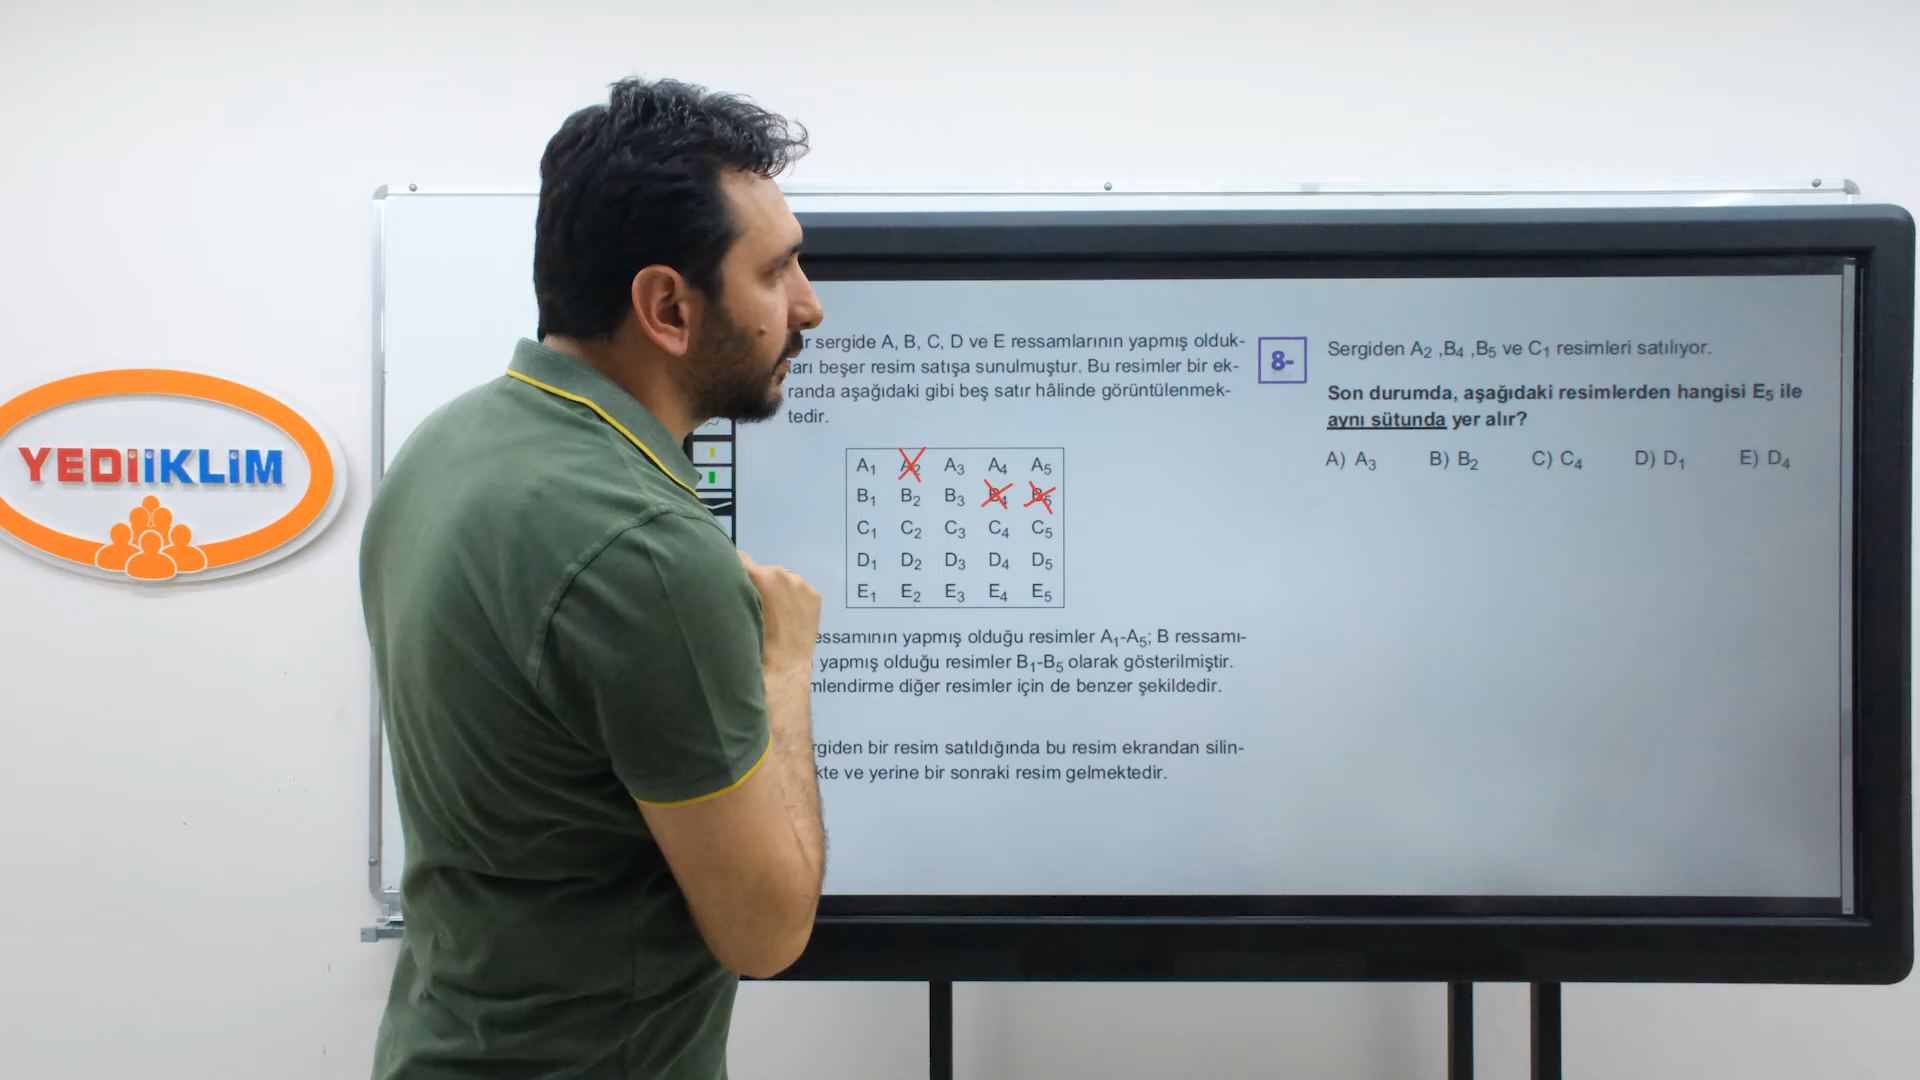 YEDİİKLİM
ir sergide A, B, C, D ve E ressamlarının yapmış olduk-
ları beşer resim satışa sunulmuştur. Bu resimler bir ek-
randa aşağıdaki gibi beş satır hâlinde görüntülenmek-
tedir.
A1 A2 A3 A4 A5
B1 B2 B3 B4 B5
C1 C2 C3 C4 C5
D1 D2 D3 D4 D5
E1 E2 E3 E4 E5
essamının yapmış olduğu resimler A1-A5; B ressamı-
yapmış olduğu resimler B1-B5 olarak gösterilmiştir.
mlendirme diğer resimler için de benzer şekildedir.
rgiden bir resim satıldığında bu resim ekrandan silin-
kte ve yerine bir sonraki resim gelmektedir.
8-
Sergiden A2 ,B4 ,B5 ve C1 resimleri satılıyor.
Son durumda, aşağıdaki resimlerden hangisi E5 ile
aynı sütunda yer alır?
A) A3 B) B2 C) C4 D) D1 E) D4